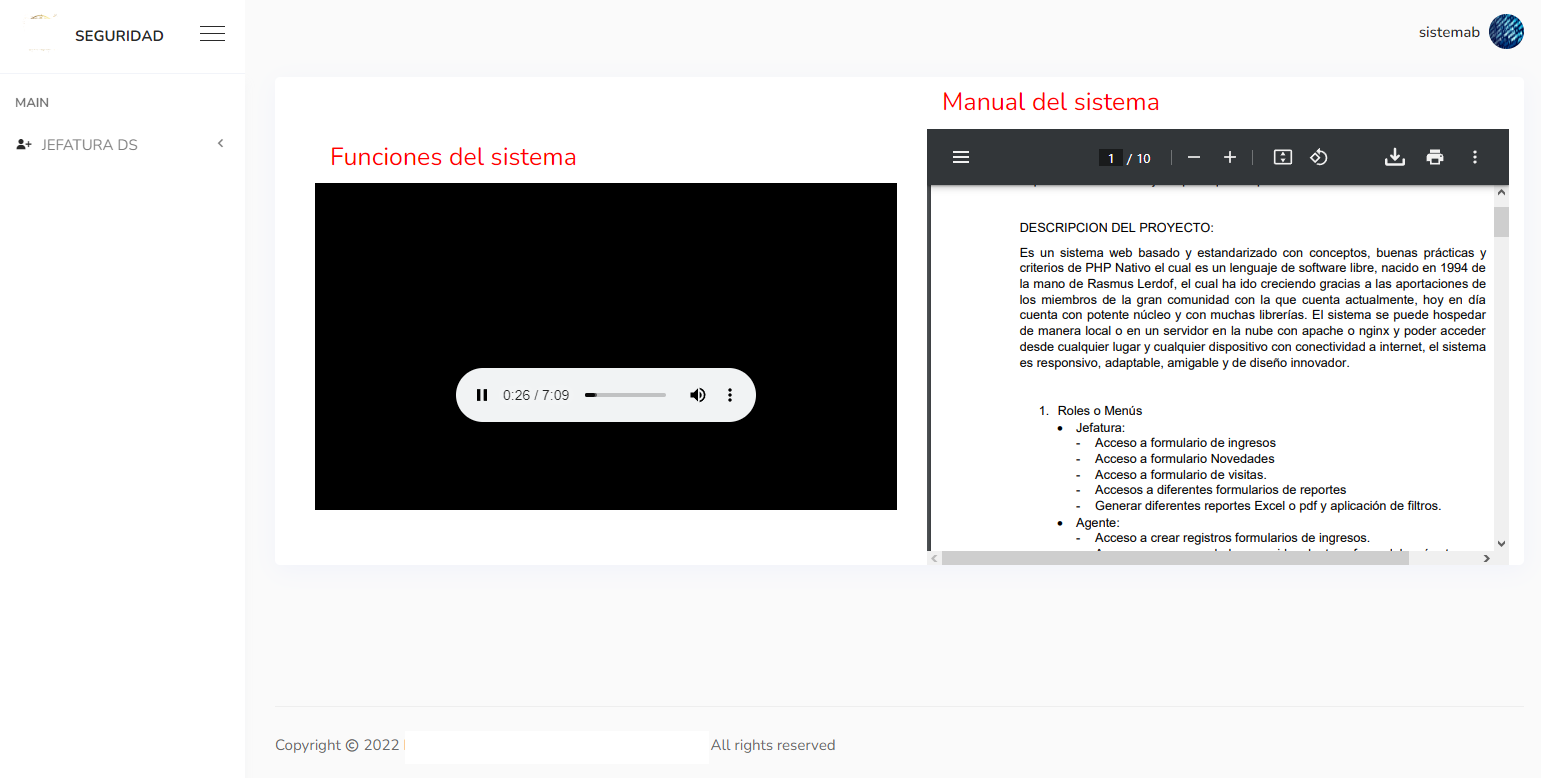 SEGURIDAD
sistemab
MAIN
JEFATURA DS
Funciones del sistema
0:26 / 7:09
Manual del sistema
1 / 10
DESCRIPCION DEL PROYECTO:
Es un sistema web basado y estandarizado con conceptos, buenas prácticas y
criterios de PHP Nativo el cual es un lenguaje de software libre, nacido en 1994 de
la mano de Rasmus Lerdof, el cual ha ido creciendo gracias a las aportaciones de
los miembros de la gran comunidad con la que cuenta actualmente, hoy en día
cuenta con potente núcleo y con muchas librerías. El sistema se puede hospedar
de manera local o en un servidor en la nube con apache o nginx y poder acceder
desde cualquier lugar y cualquier dispositivo con conectividad a internet, el sistema
es responsivo, adaptable, amigable y de diseño innovador.
1. Roles o Menús
• Jefatura:
- Acceso a formulario de ingresos
- Acceso a formulario Novedades
- Acceso a formulario de visitas.
- Accesos a diferentes formularios de reportes
- Generar diferentes reportes Excel o pdf y aplicación de filtros.
• Agente:
- Acceso a crear registros formularios de ingresos.
Copyright © 2022
All rights reserved